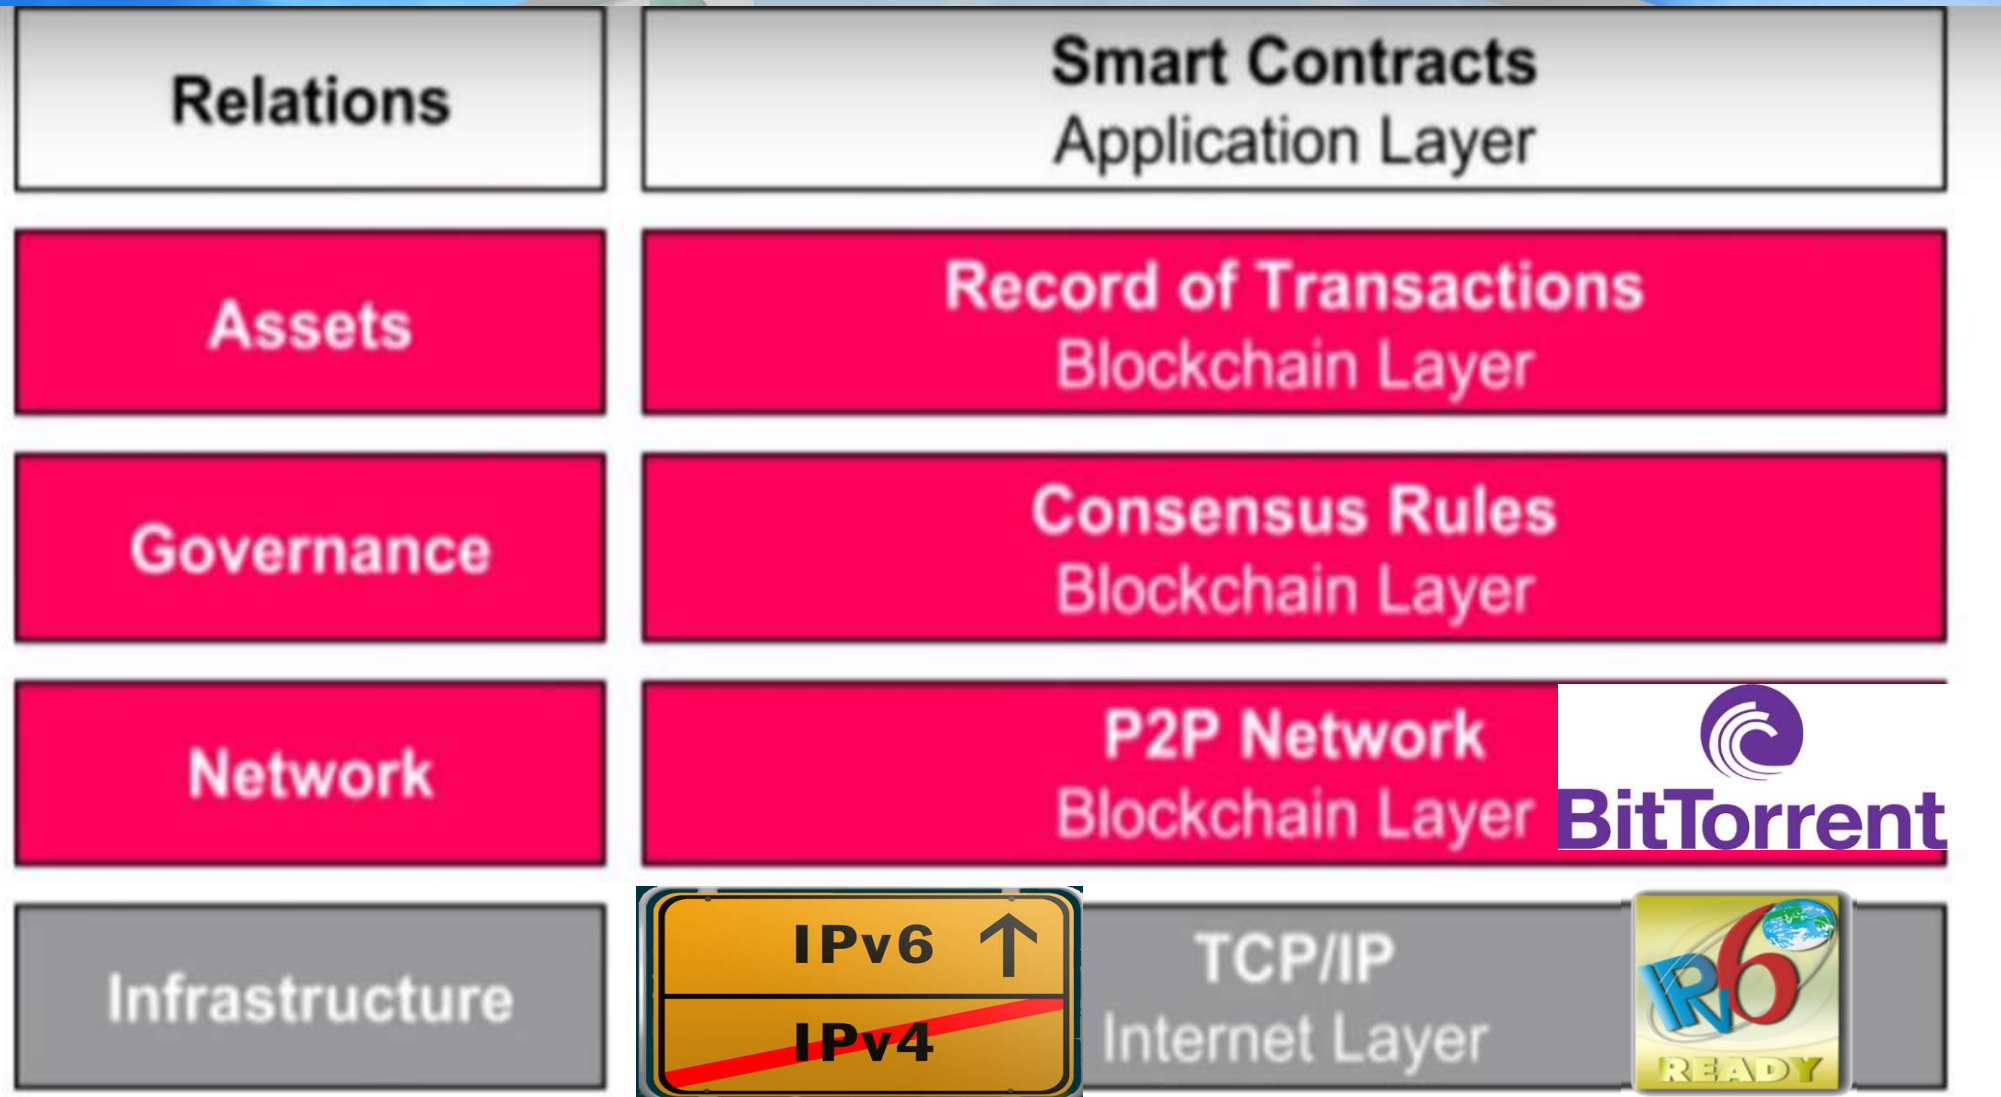 Relations
Smart Contracts
Application Layer
Assets
Record of Transactions
Blockchain Layer
Governance
Consensus Rules
Blockchain Layer
Network
P2P Network
Blockchain Layer
BitTorrent
Infrastructure
IPv6 ↑
IPv4
TCP/IP
Internet Layer
IPv6
READY